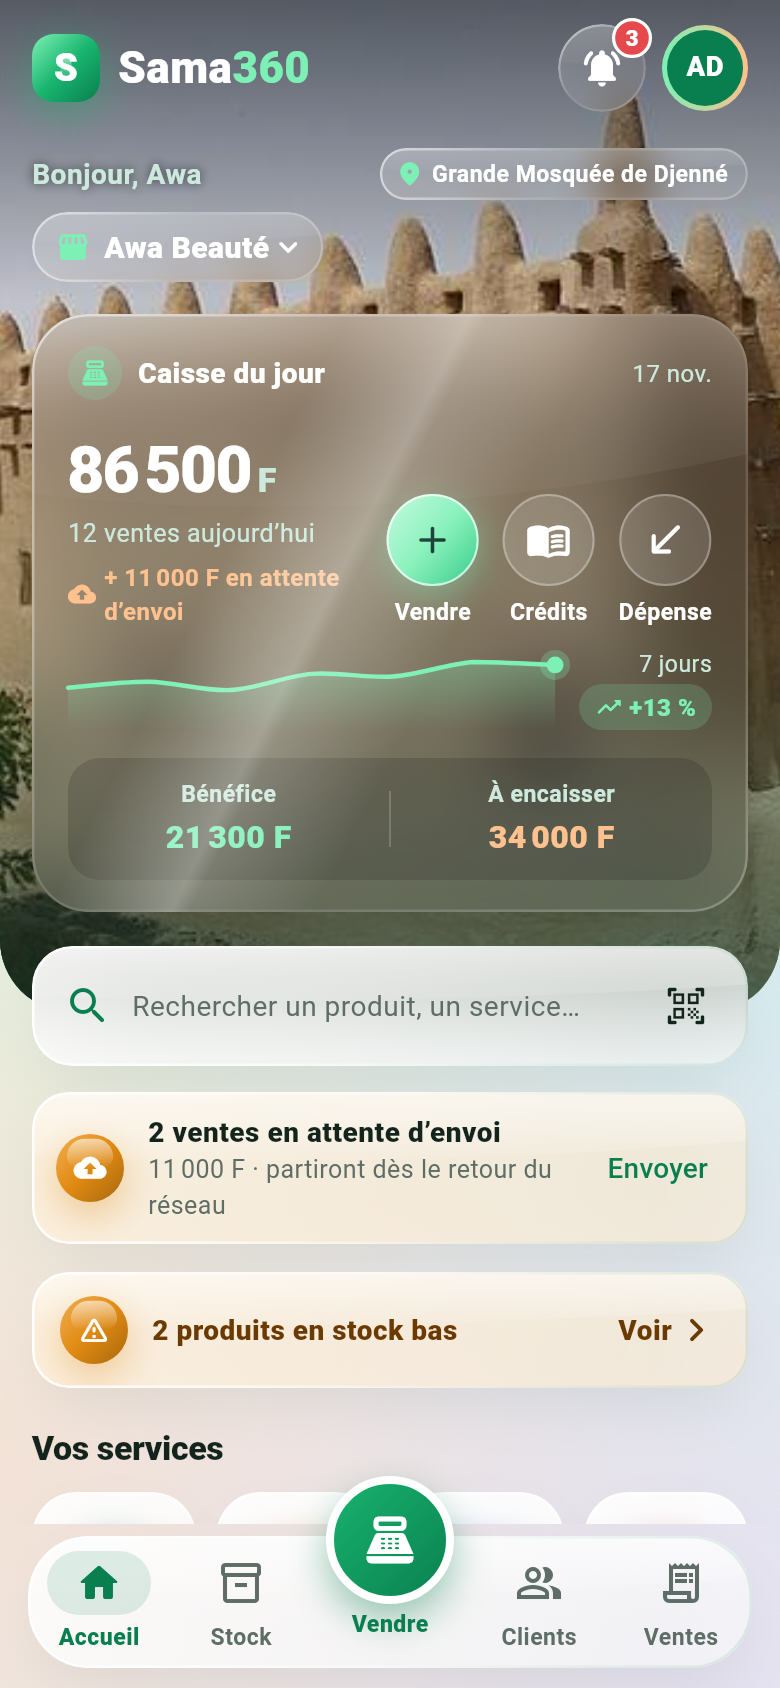 S Sama360 3 AD
Bonjour, Awa
Grande Mosquée de Djenné
Awa Beauté
Caisse du jour
17 nov.
86 500 F
12 ventes aujourd’hui
+ 11 000 F en attente
d’envoi
Vendre
Crédits
Dépense
7 jours
+13 %
Bénéfice
21 300 F
À encaisser
34 000 F
Rechercher un produit, un service…
2 ventes en attente d’envoi
11 000 F · partiront dès le retour du
réseau
Envoyer
2 produits en stock bas
Voir
Vos services
Accueil
Stock
Vendre
Clients
Ventes